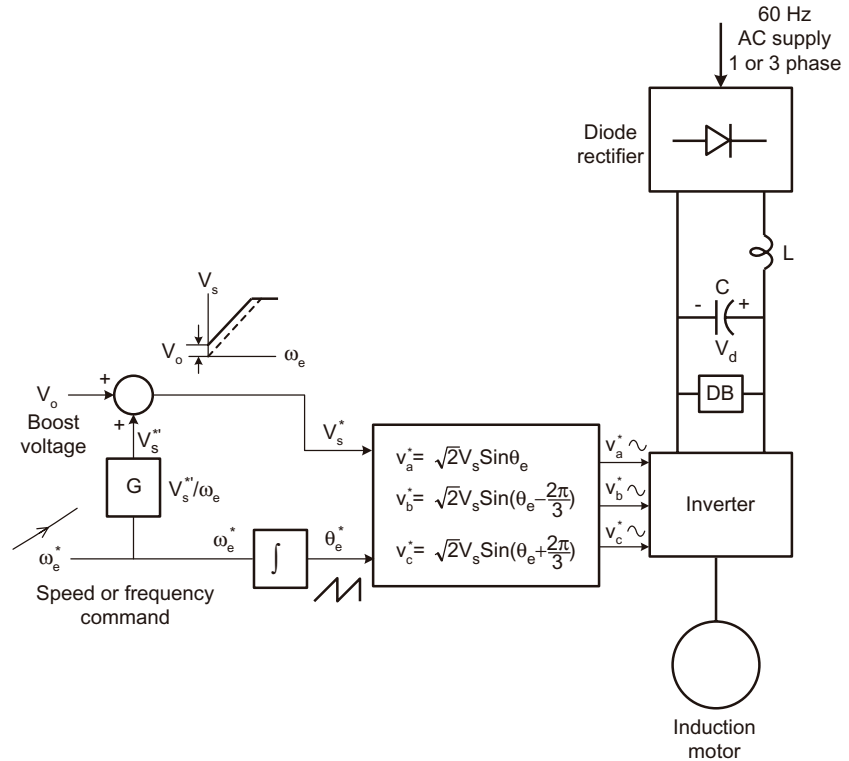 60 Hz
AC supply
1 or 3 phase
Diode
rectifier
L
C
- +
V_d
DB
V_s
V_o
ω_e
V_o
+
Boost
voltage
+
V_s^*'
V_s^*
G
V_s^*'/ω_e
ω_e^*
ω_e^*
∫
θ_e^*
Speed or frequency
command
v_a^* = √2V_s Sinθ_e
v_b^* = √2V_s Sin(θ_e − 2π/3)
v_c^* = √2V_s Sin(θ_e + 2π/3)
v_a^*
v_b^*
v_c^*
Inverter
Induction
motor